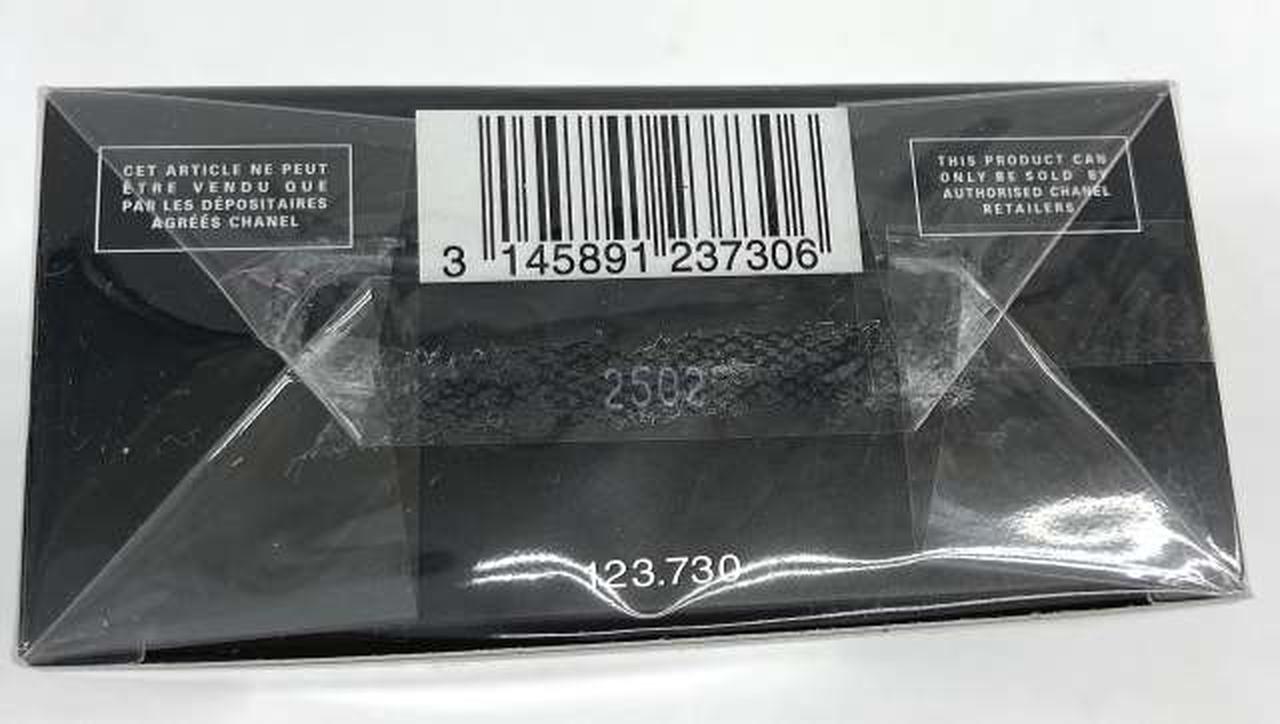 CET ARTICLE NE PEUT
ÊTRE VENDU QUE
PAR LES DÉPOSITAIRES
AGRÉÉS CHANEL
THIS PRODUCT CAN
ONLY BE SOLD BY
AUTHORISED CHANEL
RETAILERS
3 145891 237306
2502
123.730